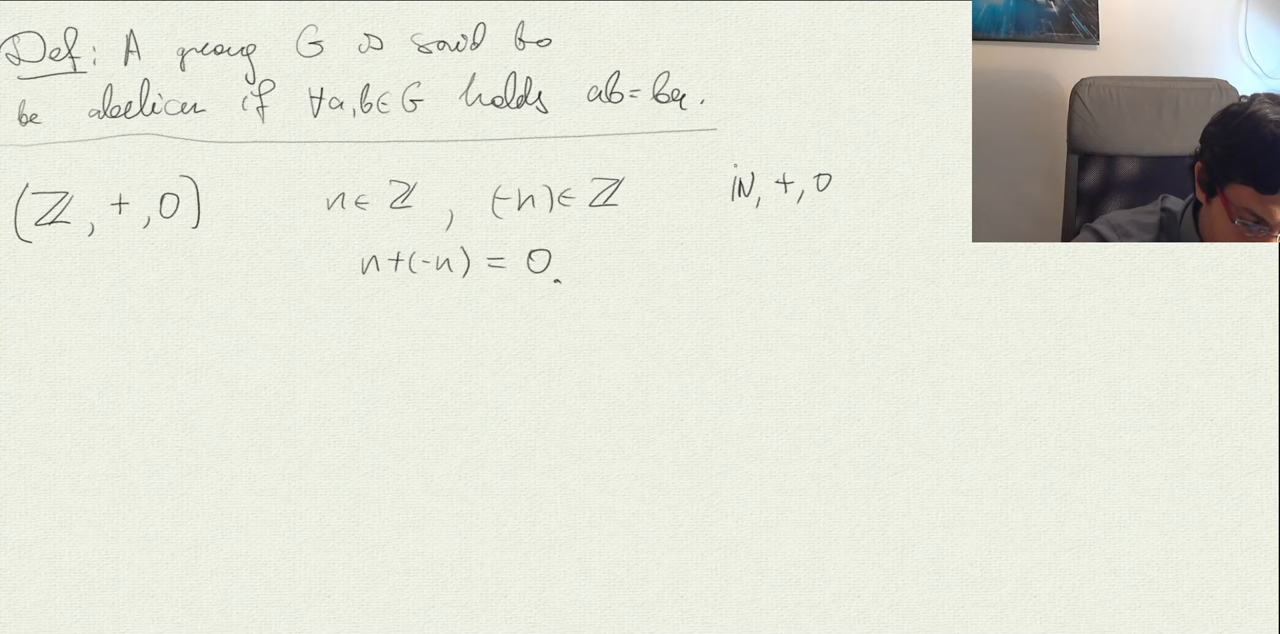 Def: A group G is said to
be abelian if ∀a,b∈G holds ab=ba.
(ℤ, +, 0) n∈ℤ, (-n)∈ℤ ℕ, +, 0
n+(-n) = 0.